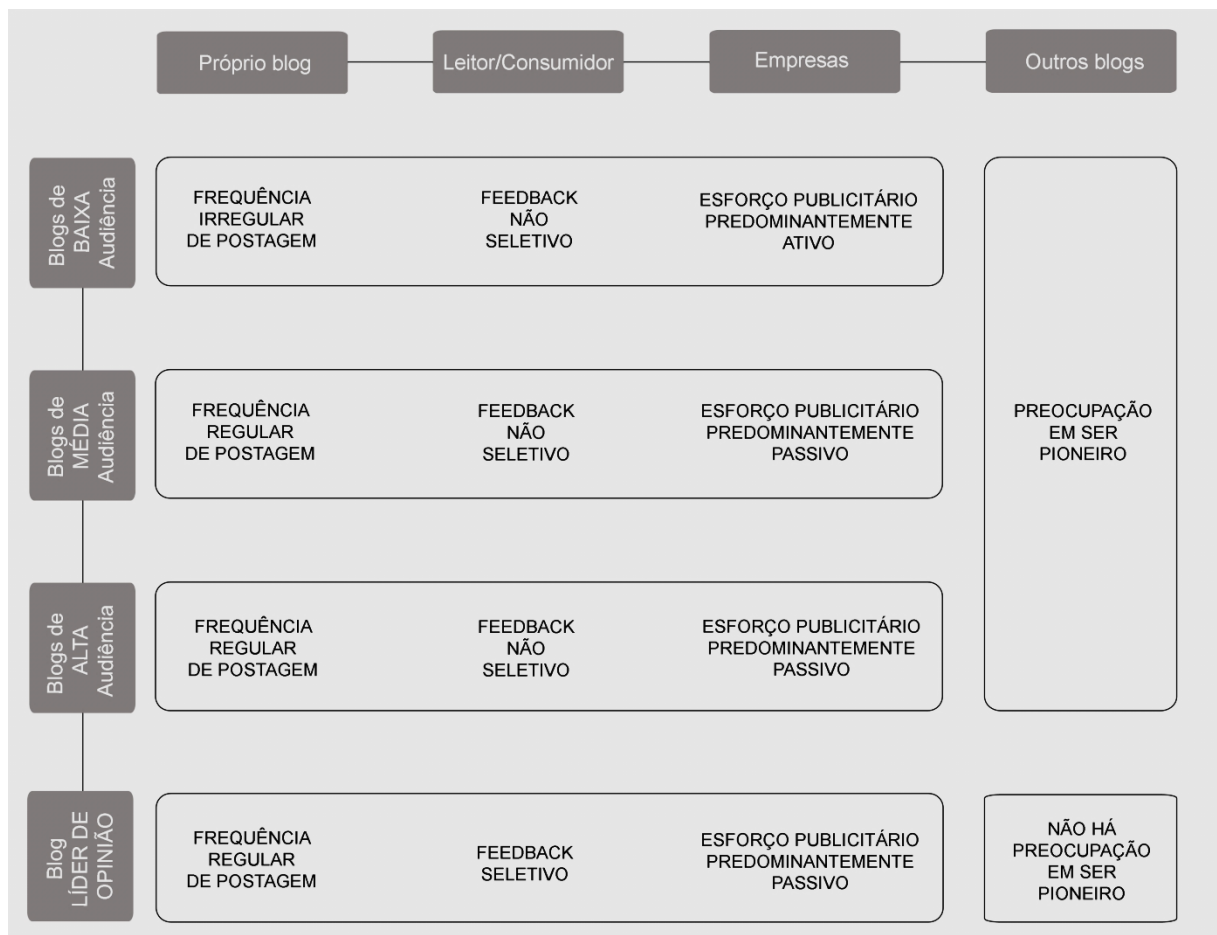 Próprio blog
Leitor/Consumidor
Empresas
Outros blogs
Blogs de
BAIXA
Audiência
FREQUÊNCIA
IRREGULAR
DE POSTAGEM
FEEDBACK
NÃO
SELETIVO
ESFORÇO PUBLICITÁRIO
PREDOMINANTEMENTE
ATIVO
Blogs de
MÉDIA
Audiência
FREQUÊNCIA
REGULAR
DE POSTAGEM
FEEDBACK
NÃO
SELETIVO
ESFORÇO PUBLICITÁRIO
PREDOMINANTEMENTE
PASSIVO
PREOCUPAÇÃO
EM SER
PIONEIRO
Blogs de
ALTA
Audiência
FREQUÊNCIA
REGULAR
DE POSTAGEM
FEEDBACK
NÃO
SELETIVO
ESFORÇO PUBLICITÁRIO
PREDOMINANTEMENTE
PASSIVO
Blog
LÍDER DE
OPINIÃO
FREQUÊNCIA
REGULAR
DE POSTAGEM
FEEDBACK
SELETIVO
ESFORÇO PUBLICITÁRIO
PREDOMINANTEMENTE
PASSIVO
NÃO HÁ
PREOCUPAÇÃO
EM SER
PIONEIRO